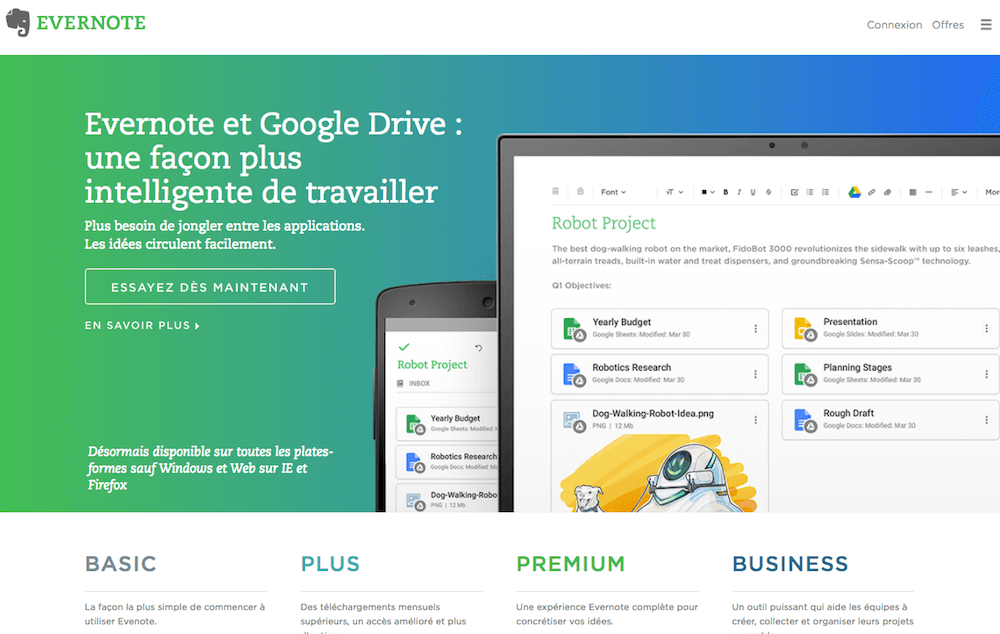 EVERNOTE
Connexion Offres
Evernote et Google Drive :
une façon plus
intelligente de travailler
Plus besoin de jongler entre les applications.
Les idées circulent facilement.
ESSAYEZ DÈS MAINTENANT
EN SAVOIR PLUS
Désormais disponible sur toutes les plates-
formes sauf Windows et Web sur IE et
Firefox
Robot Project
INBOX
Yearly Budget
Google Sheets: Modified:
Robotics Research
Google Docs: Modified: Ma
Dog-Walking-Robo
PNG | 12 Mb
Font
B I U S
Mor
Robot Project
The best dog-walking robot on the market, FidoBot 3000 revolutionizes the sidewalk with up to six leashes,
all-terrain treads, built-in water and treat dispensers, and groundbreaking Sensa-Scoop™ technology.
Q1 Objectives:
Yearly Budget
Google Sheets: Modified: Mar 30
Presentation
Google Slides: Modified: Mar 30
Robotics Research
Google Docs: Modified: Mar 30
Planning Stages
Google Sheets: Modified: Mar 30
Dog-Walking-Robot-Idea.png
PNG | 12 Mb
Rough Draft
Google Docs: Modified: Mar 30
BASIC
La façon la plus simple de commencer à
utiliser Evenote.
PLUS
Des téléchargements mensuels
supérieurs, un accès amélioré et plus
PREMIUM
Une expérience Evernote complète pour
concrétiser vos idées.
BUSINESS
Un outil puissant qui aide les équipes à
créer, collecter et organiser leurs projets